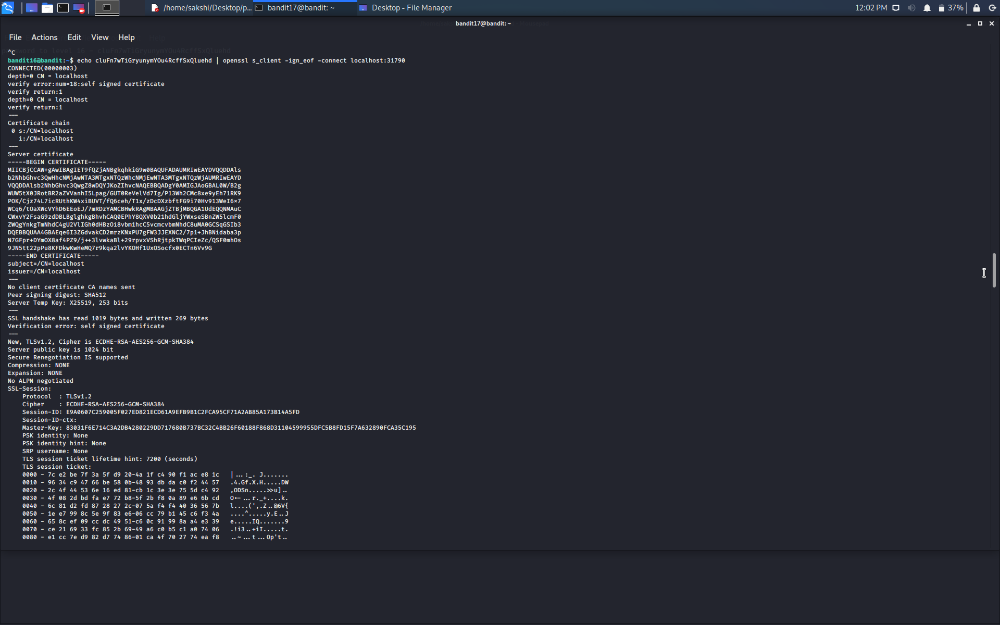 /home/sakshi/Desktop/p... bandit17@bandit: ~ Desktop - File Manager 12:02 PM 37%
bandit17@bandit: ~
File Actions Edit View Help
^C
bandit16@bandit:~$ echo cluFn7wTiGryunymYOu4RcffSxQluehd | openssl s_client -ign_eof -connect localhost:31790
CONNECTED(00000003)
depth=0 CN = localhost
verify error:num=18:self signed certificate
verify return:1
depth=0 CN = localhost
verify return:1
---
Certificate chain
 0 s:/CN=localhost
   i:/CN=localhost
---
Server certificate
-----BEGIN CERTIFICATE-----
MIICBjCCAW+gAwIBAgIET9fQZjANBgkqhkiG9w0BAQUFADAUMRIwEAYDVQQDDAls
b2NhbGhvc3QwHhcNMjAwNTA3MTgxNTQzWhcNMjEwNTA3MTgxNTQzWjAUMRIwEAYD
VQQDDAlsb2NhbGhvc3QwgZ8wDQYJKoZIhvcNAQEBBQADgY0AMIGJAoGBAL0W/B2g
WUW5tX0JRotBR2aZVVanhI5Lpag/GUT0ReVelVd7Ig/P13Wh2CMc8xe9yEh71RK9
POK/Cjz74L7icRUthKW4xiBUVT/fQ6ceh/T1x/zDcDXzbftFG9i70Hv913WeI6x7
WCq6/tOaXWcVYhD6EEoEJ/7mRDzYAMCBHwkRAgMBAAGjZTBjMBQGA1UdEQQNMAuC
CWxvY2FsaG9zdDBLBglghkgBhvhCAQ0EPhY8QXV0b21hdGljYWxseSBnZW5lcmF0
ZWQgYnkgTmNhdC4gU2VlIGh0dHBzOi8vbm1hcC5vcmcvbmNhdC8uMA0GCSqGSIb3
DQEBBQUAA4GBAEqe6I3ZGdvakCD2mrzKNxPU7gFW3JJEXNC2/7p1+JhBNidaba3p
N7GFpr+DYmOX8af4PZ9/j++3lvwkaBl+29rpvxVShRjtpkTWqPCIeZc/QSF0mhOs
9JN5tt22pPu8KFDkwKwHeMQ7r9kqa2lvYKOHf1UxOSocfx0ECTn6Vv9G
-----END CERTIFICATE-----
subject=/CN=localhost
issuer=/CN=localhost
---
No client certificate CA names sent
Peer signing digest: SHA512
Server Temp Key: X25519, 253 bits
---
SSL handshake has read 1019 bytes and written 269 bytes
Verification error: self signed certificate
---
New, TLSv1.2, Cipher is ECDHE-RSA-AES256-GCM-SHA384
Server public key is 1024 bit
Secure Renegotiation IS supported
Compression: NONE
Expansion: NONE
No ALPN negotiated
SSL-Session:
    Protocol  : TLSv1.2
    Cipher    : ECDHE-RSA-AES256-GCM-SHA384
    Session-ID: E9A0607C259005F027ED821ECD61A9EFB9B1C2FCA95CF71A2AB85A173B14A5FD
    Session-ID-ctx:
    Master-Key: 83031F6E714C3A2DB4280229DD717680B737BC32C4BB26F60188F868D31104599955DFC5B8FD15F7A632890FCA35C195
    PSK identity: None
    PSK identity hint: None
    SRP username: None
    TLS session ticket lifetime hint: 7200 (seconds)
    TLS session ticket:
    0000 - 7c e2 be 7f 3a 5f d9 20-4a 1f c4 90 f1 ac e8 1c   |...:_. J.......
    0010 - 96 34 c9 47 66 be 58 0b-48 93 db da c0 f2 44 57   .4.Gf.X.H.....DW
    0020 - 2c 4f 44 53 6e 16 ed 81-cb 1c 3e 3e 75 5d c4 92   ,ODSn.....>>u]..
    0030 - 4f 08 2d bd fa e7 72 b8-5f 2b f8 0a 89 e6 6b cd   O.-...r._+....k.
    0040 - 6c 81 d2 fd 87 28 27 2c-07 5a f4 f4 40 36 56 7b   l....(',.Z..@6V{
    0050 - 1e e7 99 8c 5e 9f 83 e6-06 cc 79 b1 45 c6 f3 4a   ....^.....y.E..J
    0060 - 65 8c ef 09 cc dc 49 51-c6 0c 91 99 8a a4 e3 39   e.....IQ.......9
    0070 - ce 21 69 33 fc 85 2b 69-49 a6 c0 b5 c1 a0 74 06   .!i3..+iI.....t.
    0080 - e1 cc 7e d9 82 d7 74 86-01 ca 4f 70 27 74 ea f8   ..~...t...Op't..